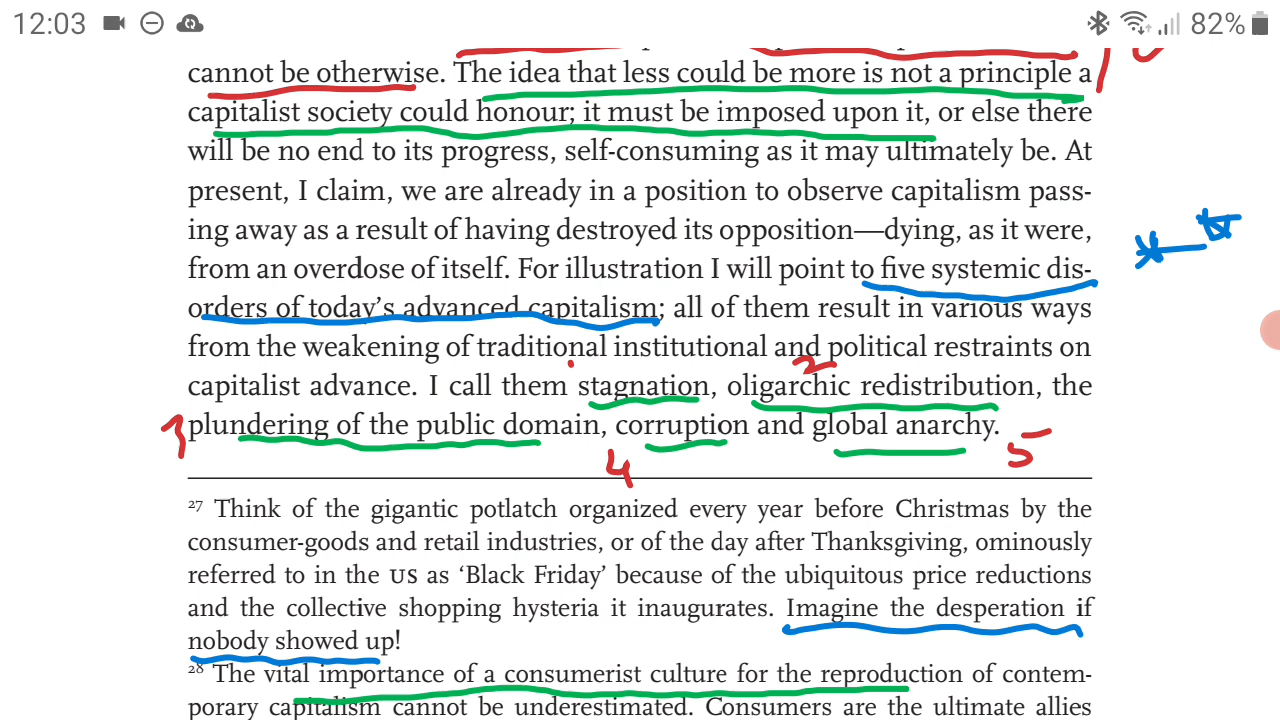 12:03 82%
cannot be otherwise. The idea that less could be more is not a principle a
capitalist society could honour; it must be imposed upon it, or else there
will be no end to its progress, self-consuming as it may ultimately be. At
present, I claim, we are already in a position to observe capitalism pass-
ing away as a result of having destroyed its opposition—dying, as it were,
from an overdose of itself. For illustration I will point to five systemic dis-
orders of today's advanced capitalism; all of them result in various ways
from the weakening of traditional institutional and political restraints on
2
capitalist advance. I call them stagnation, oligarchic redistribution, the
plundering of the public domain, corruption and global anarchy.
4 5
27 Think of the gigantic potlatch organized every year before Christmas by the
consumer-goods and retail industries, or of the day after Thanksgiving, ominously
referred to in the US as ‘Black Friday’ because of the ubiquitous price reductions
and the collective shopping hysteria it inaugurates. Imagine the desperation if
nobody showed up!
28 The vital importance of a consumerist culture for the reproduction of contem-
porary capitalism cannot be underestimated. Consumers are the ultimate allies